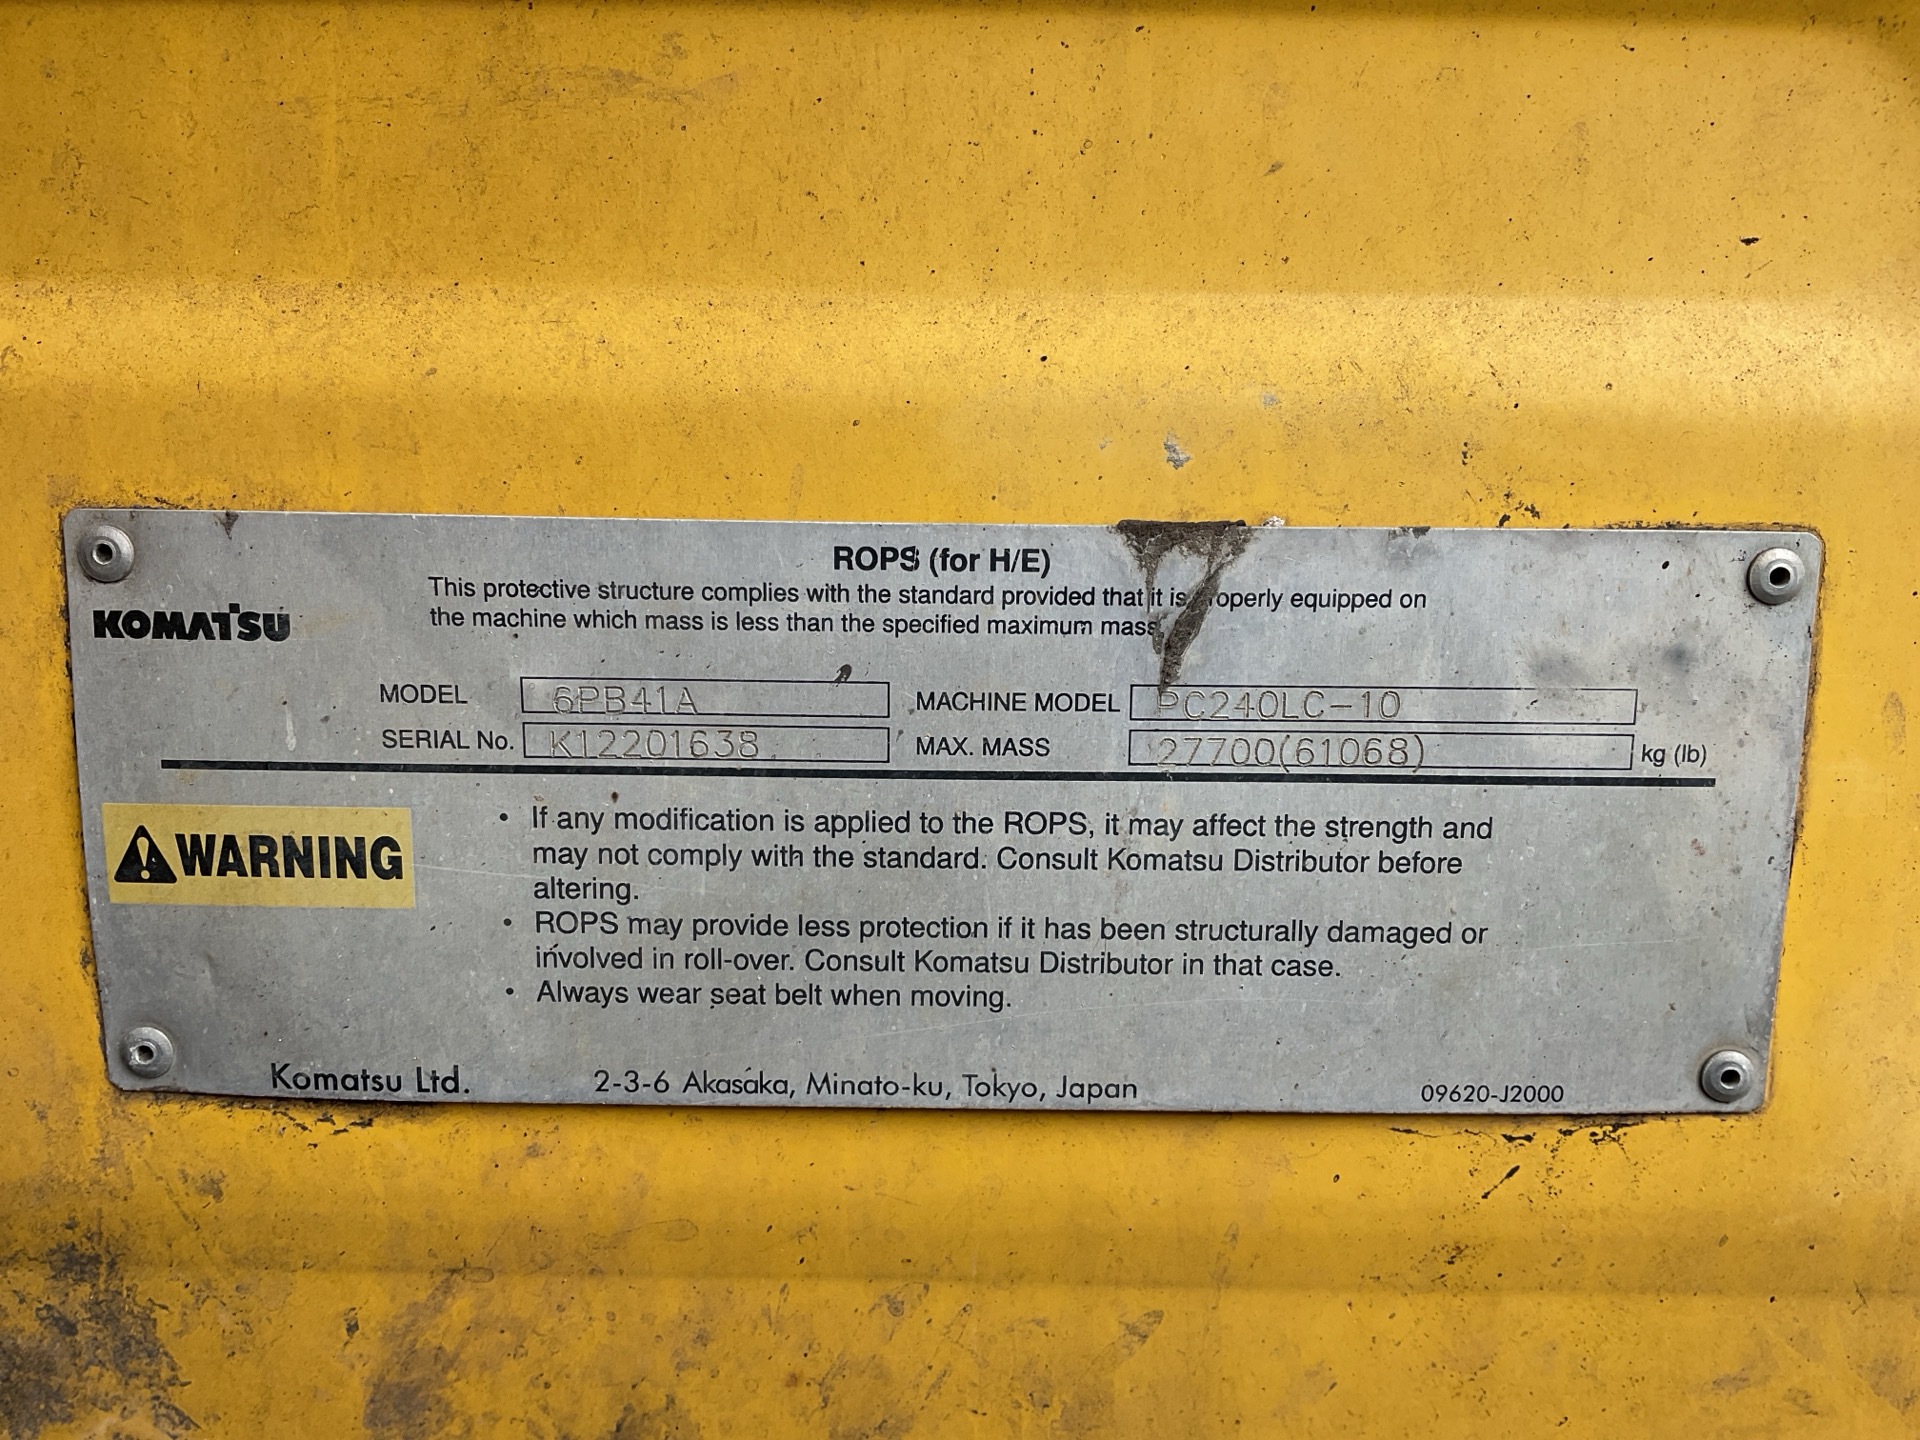 ROPS (for H/E)
This protective structure complies with the standard provided that it is properly equipped on
the machine which mass is less than the specified maximum mass
KOMATSU
MODEL 6PB41A MACHINE MODEL PC240LC-10
SERIAL No. K12201638 MAX. MASS 27700(61068) kg (lb)
WARNING
• If any modification is applied to the ROPS, it may affect the strength and
may not comply with the standard. Consult Komatsu Distributor before
altering.
• ROPS may provide less protection if it has been structurally damaged or
involved in roll-over. Consult Komatsu Distributor in that case.
• Always wear seat belt when moving.
Komatsu Ltd. 2-3-6 Akasaka, Minato-ku, Tokyo, Japan 09620-J2000